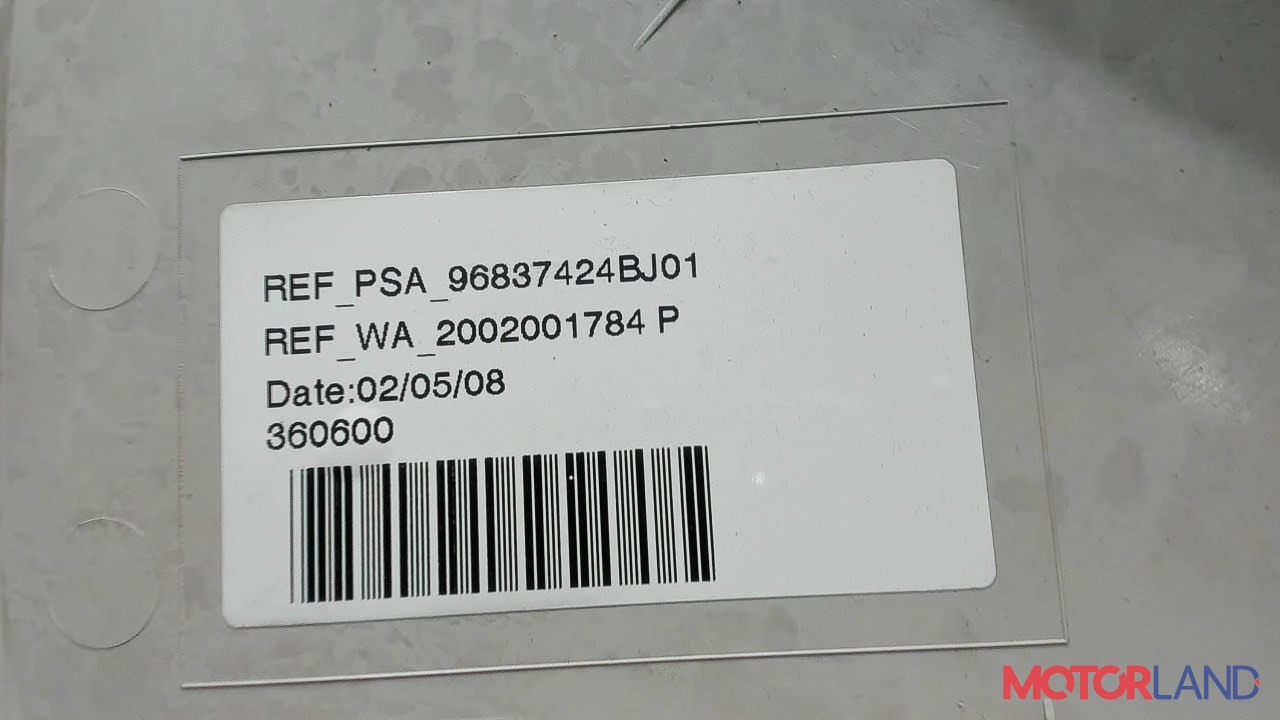 REF_PSA_96837424BJ01
REF_WA_2002001784 P
Date:02/05/08
360600
MOTORLAND